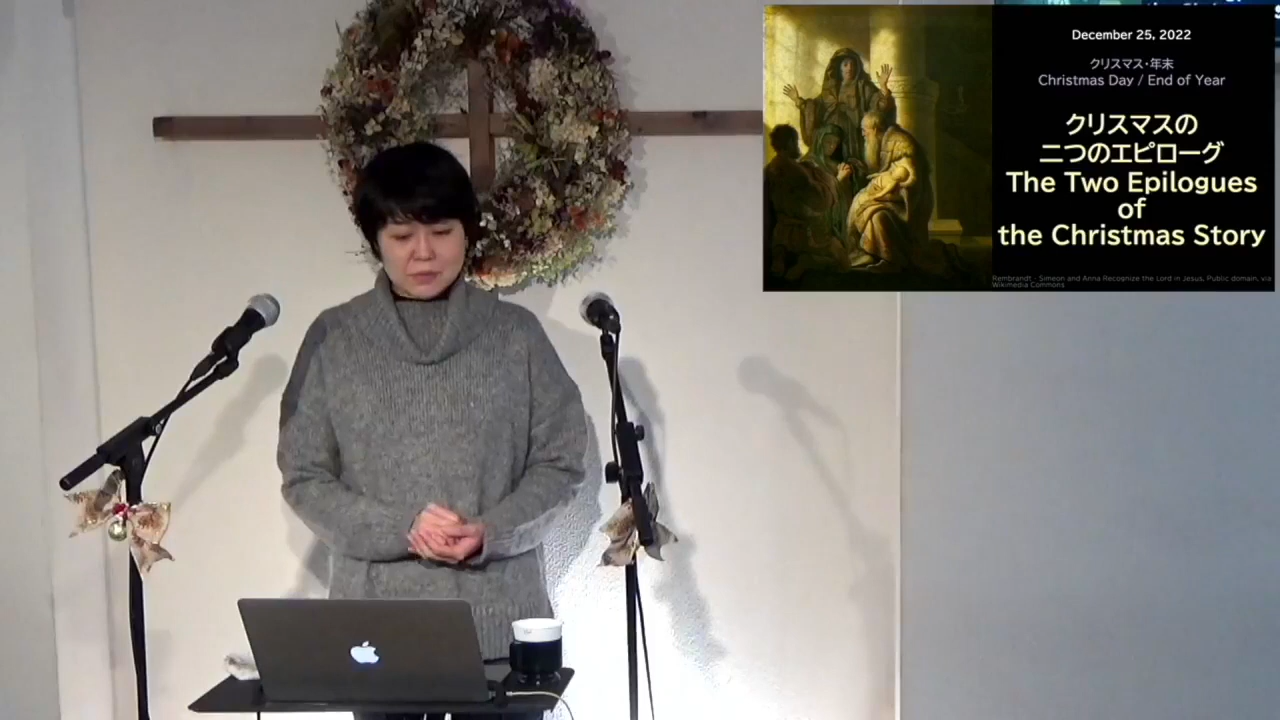 December 25, 2022
クリスマス・年末
Christmas Day / End of Year
クリスマスの
二つのエピローグ
The Two Epilogues
of
the Christmas Story
Rembrandt - Simeon and Anna Recognize the Lord in Jesus, Public domain, via
Wikimedia Commons